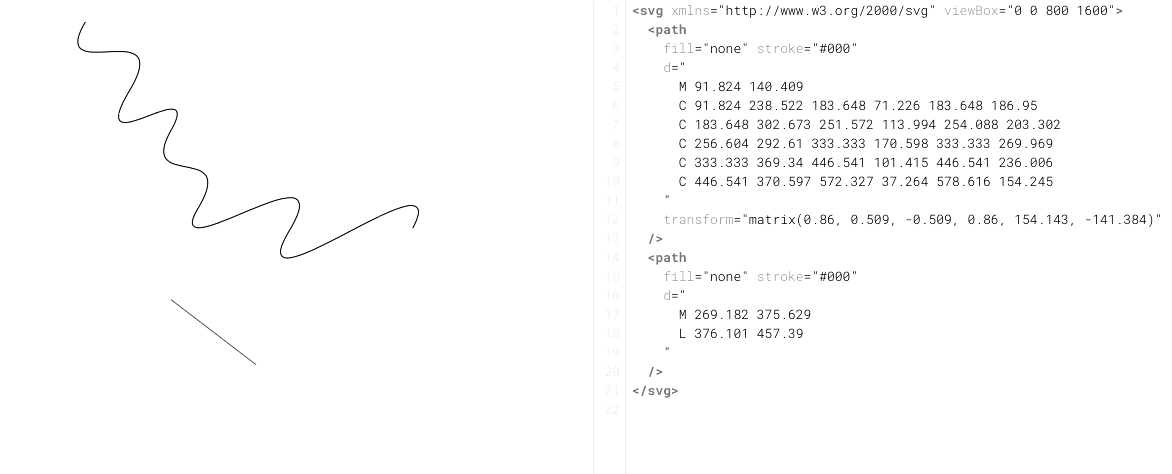 1 <svg xmlns="http://www.w3.org/2000/svg" viewBox="0 0 800 1600">
2 <path
3 fill="none" stroke="#000"
4 d="
5 M 91.824 140.409
6 C 91.824 238.522 183.648 71.226 183.648 186.95
7 C 183.648 302.673 251.572 113.994 254.088 203.302
8 C 256.604 292.61 333.333 170.598 333.333 269.969
9 C 333.333 369.34 446.541 101.415 446.541 236.006
10 C 446.541 370.597 572.327 37.264 578.616 154.245
11 "
12 transform="matrix(0.86, 0.509, -0.509, 0.86, 154.143, -141.384)"
13 />
14 <path
15 fill="none" stroke="#000"
16 d="
17 M 269.182 375.629
18 L 376.101 457.39
19 "
20 />
21 </svg>
22